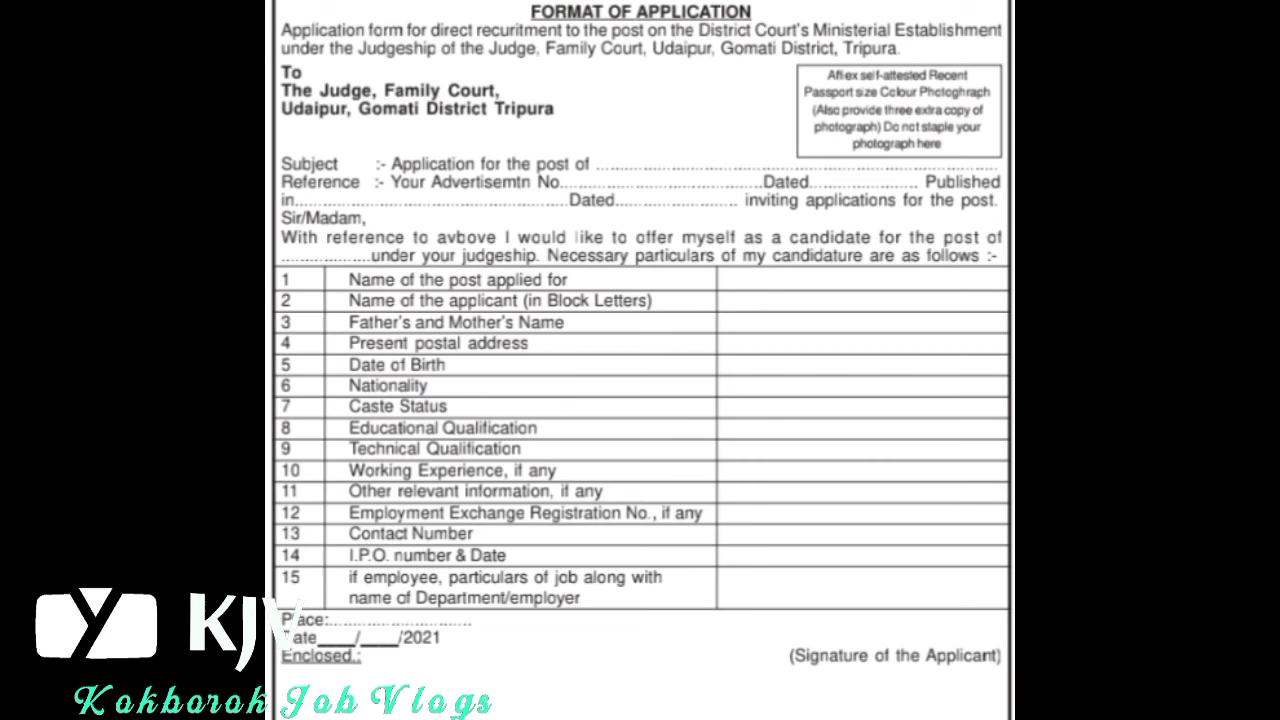 FORMAT OF APPLICATION
Application form for direct recuritment to the post on the District Court's Ministerial Establishment
under the Judgeship of the Judge, Family Court, Udaipur, Gomati District, Tripura.
To
The Judge, Family Court,
Udaipur, Gomati District Tripura
Affiex self-attested Recent
Passport size Colour Photoghraph
(Also provide three extra copy of
photograph) Do not staple your
photograph here
Subject :- Application for the post of ..........................................................................
Reference :- Your Advertisemtn No......................................Dated.................... Published
in..................................................Dated...................... inviting applications for the post.
Sir/Madam,
With reference to avbove I would like to offer myself as a candidate for the post of
.................under your judgeship. Necessary particulars of my candidature are as follows :-
1 Name of the post applied for
2 Name of the applicant (in Block Letters)
3 Father's and Mother's Name
4 Present postal address
5 Date of Birth
6 Nationality
7 Caste Status
8 Educational Qualification
9 Technical Qualification
10 Working Experience, if any
11 Other relevant information, if any
12 Employment Exchange Registration No., if any
13 Contact Number
14 I.P.O. number & Date
15 if employee, particulars of job along with
name of Department/employer
Place:..........................
Date____/____/2021
Enclosed.:
(Signature of the Applicant)
KJV
Kokborok Job Vlogs